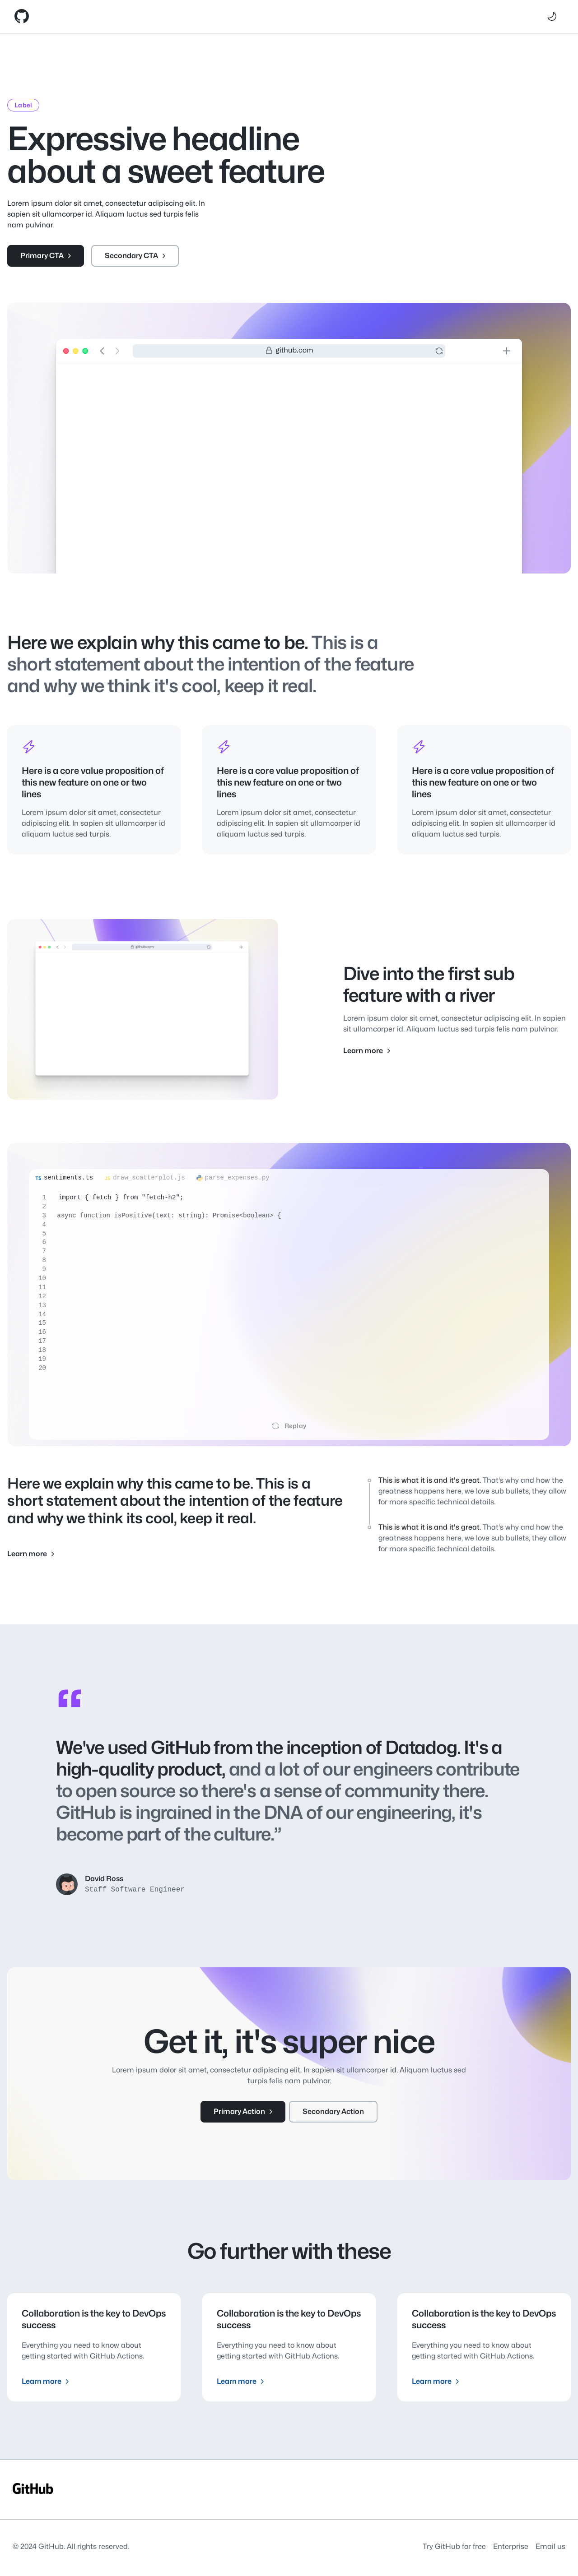 Label
Expressive headline
about a sweet feature
Lorem ipsum dolor sit amet, consectetur adipiscing elit. In
sapien sit ullamcorper id. Aliquam luctus sed turpis felis
nam pulvinar.
Primary CTA
Secondary CTA
github.com
Here we explain why this came to be. This is a
short statement about the intention of the feature
and why we think it's cool, keep it real.
Here is a core value proposition of
this new feature on one or two
lines
Lorem ipsum dolor sit amet, consectetur
adipiscing elit. In sapien sit ullamcorper id
aliquam luctus sed turpis.
Here is a core value proposition of
this new feature on one or two
lines
Lorem ipsum dolor sit amet, consectetur
adipiscing elit. In sapien sit ullamcorper id
aliquam luctus sed turpis.
Here is a core value proposition of
this new feature on one or two
lines
Lorem ipsum dolor sit amet, consectetur
adipiscing elit. In sapien sit ullamcorper id
aliquam luctus sed turpis.
github.com
Dive into the first sub
feature with a river
Lorem ipsum dolor sit amet, consectetur adipiscing elit. In sapien
sit ullamcorper id. Aliquam luctus sed turpis felis nam pulvinar.
Learn more
TS sentiments.ts
draw_scatterplot.js
parse_expenses.py
1 import { fetch } from "fetch-h2";
2
3 async function isPositive(text: string): Promise<boolean> {
4
5
6
7
8
9
10
11
12
13
14
15
16
17
18
19
20
Replay
Here we explain why this came to be. This is a
short statement about the intention of the feature
and why we think its cool, keep it real.
Learn more
This is what it is and it's great. That's why and how the
greatness happens here, we love sub bullets, they allow
for more specific technical details.
This is what it is and it's great. That's why and how the
greatness happens here, we love sub bullets, they allow
for more specific technical details.
“
We've used GitHub from the inception of Datadog. It's a
high-quality product, and a lot of our engineers contribute
to open source so there's a sense of community there.
GitHub is ingrained in the DNA of our engineering, it's
become part of the culture.”
David Ross
Staff Software Engineer
Get it, it's super nice
Lorem ipsum dolor sit amet, consectetur adipiscing elit. In sapien sit ullamcorper id. Aliquam luctus sed
turpis felis nam pulvinar.
Primary Action
Secondary Action
Go further with these
Collaboration is the key to DevOps
success
Everything you need to know about
getting started with GitHub Actions.
Learn more
Collaboration is the key to DevOps
success
Everything you need to know about
getting started with GitHub Actions.
Learn more
Collaboration is the key to DevOps
success
Everything you need to know about
getting started with GitHub Actions.
Learn more
GitHub
© 2024 GitHub. All rights reserved.
Try GitHub for free
Enterprise
Email us